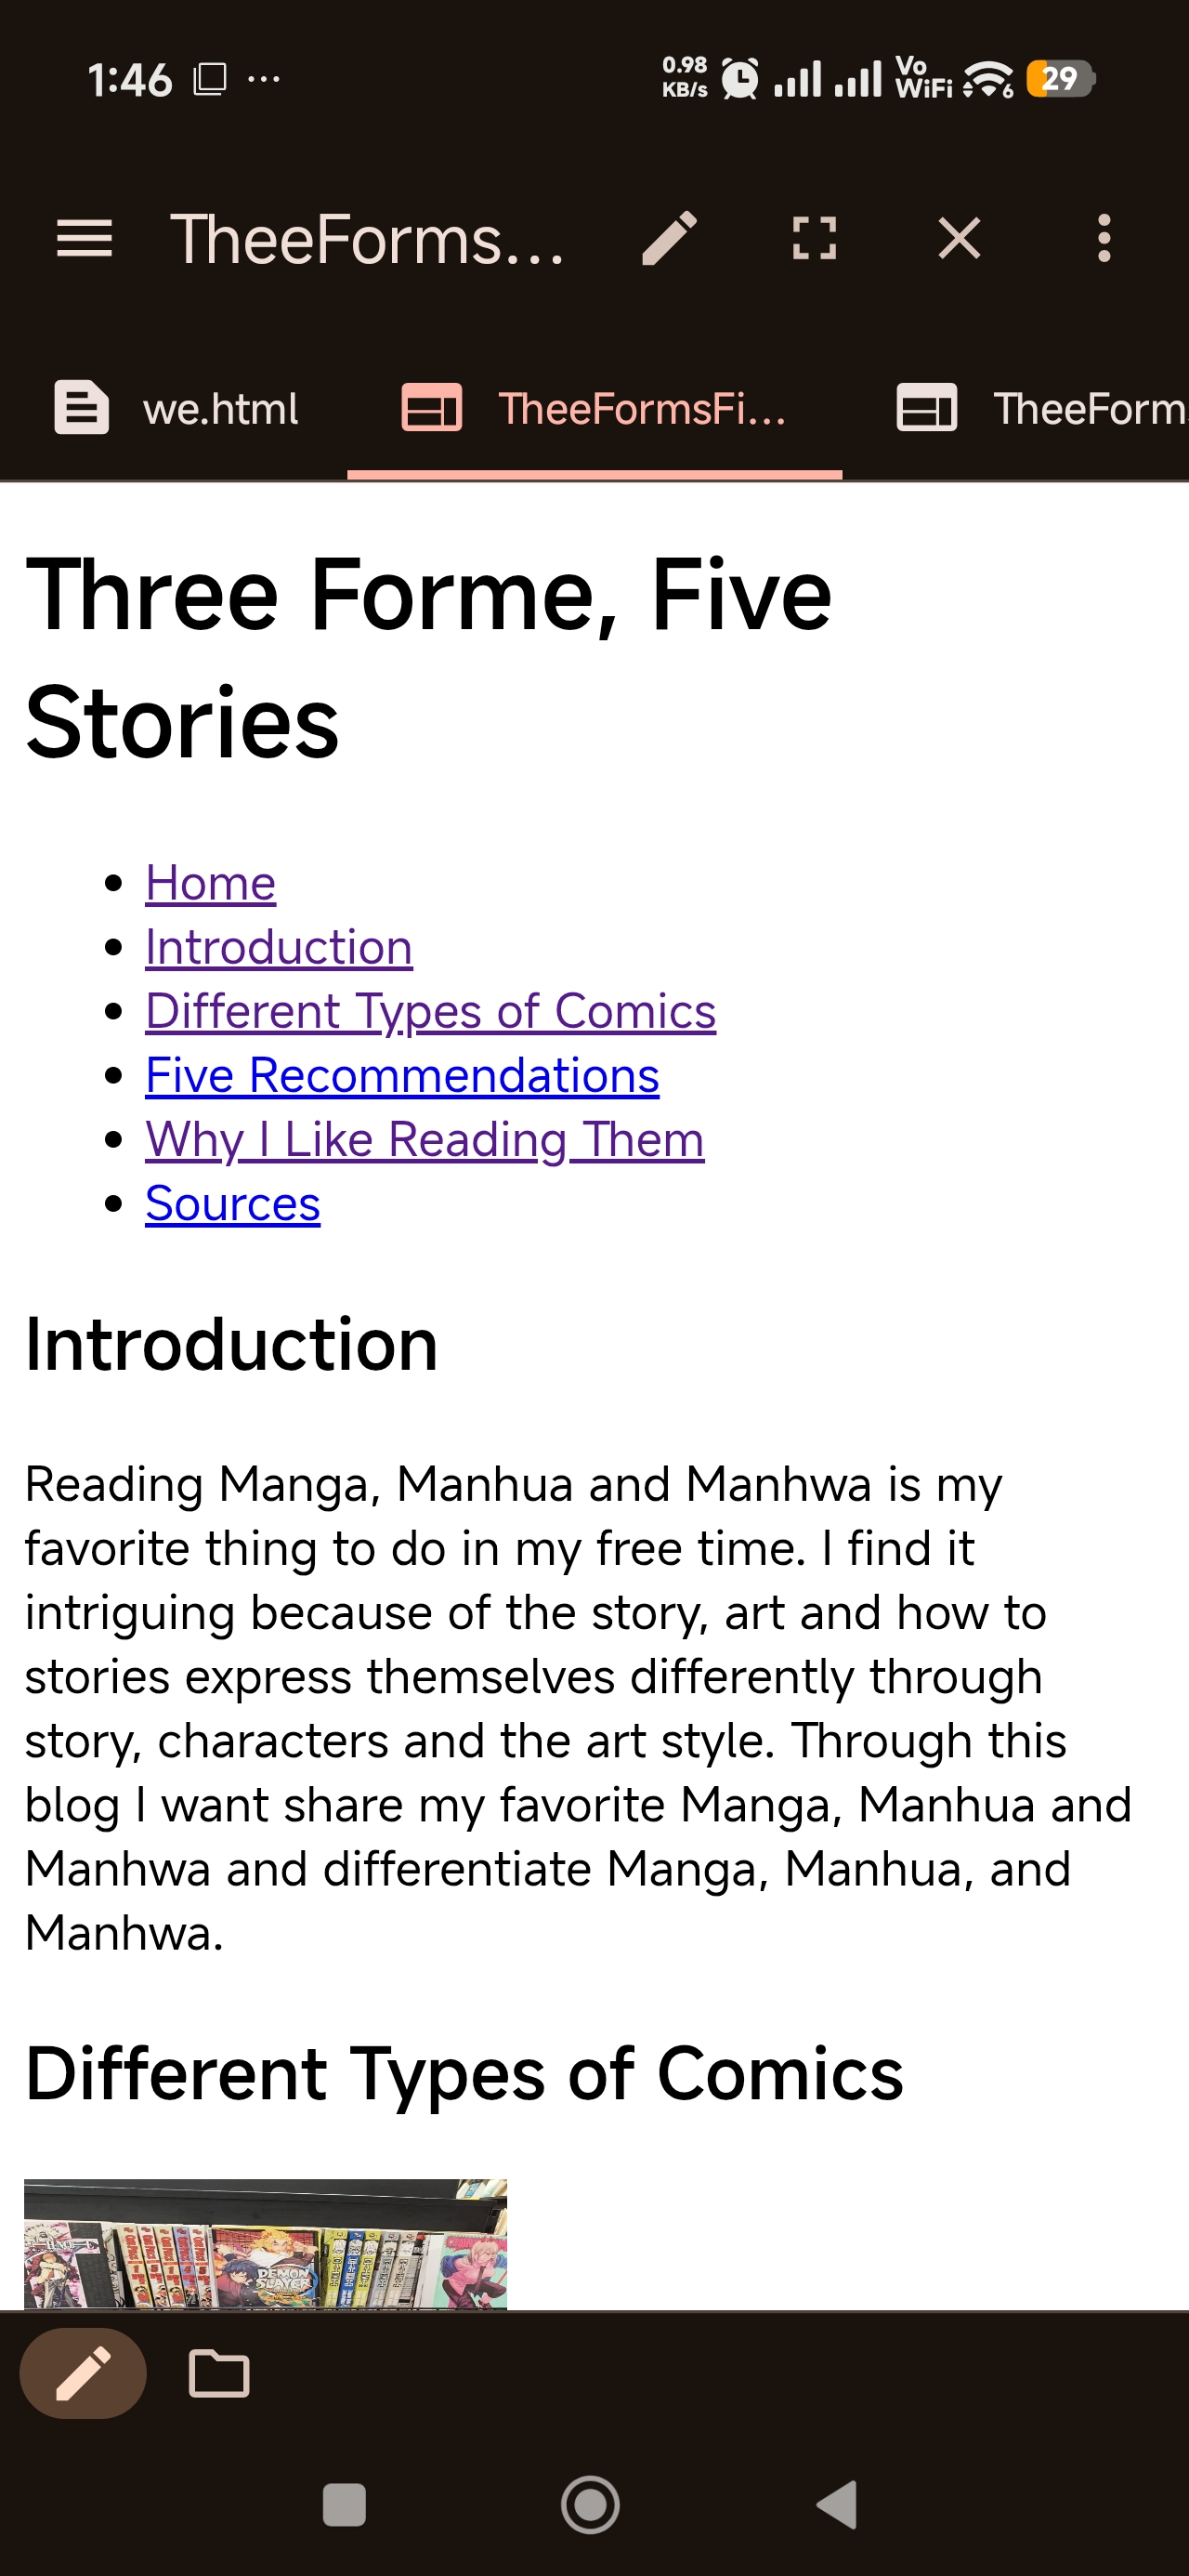 1:46
0.98
KB/s
Vo
WiFi
6
29
TheeForms...
we.html
TheeFormsFi...
TheeForm
Three Forme, Five
Stories
Home
Introduction
Different Types of Comics
Five Recommendations
Why I Like Reading Them
Sources
Introduction
Reading Manga, Manhua and Manhwa is my
favorite thing to do in my free time. I find it
intriguing because of the story, art and how to
stories express themselves differently through
story, characters and the art style. Through this
blog I want share my favorite Manga, Manhua and
Manhwa and differentiate Manga, Manhua, and
Manhwa.
Different Types of Comics
DEMON
SLAYER